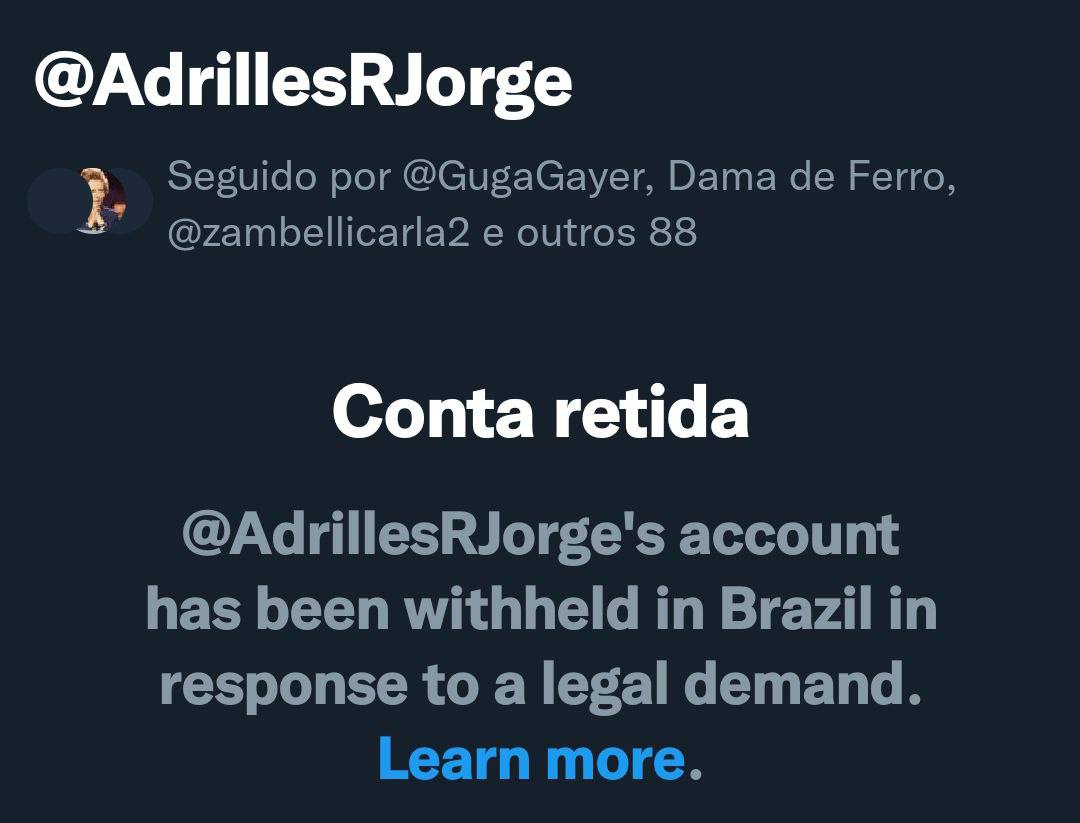 @AdrillesRJorge
Seguido por @GugaGayer, Dama de Ferro,
@zambellicarla2 e outros 88
Conta retida
@AdrillesRJorge's account
has been withheld in Brazil in
response to a legal demand.
Learn more.